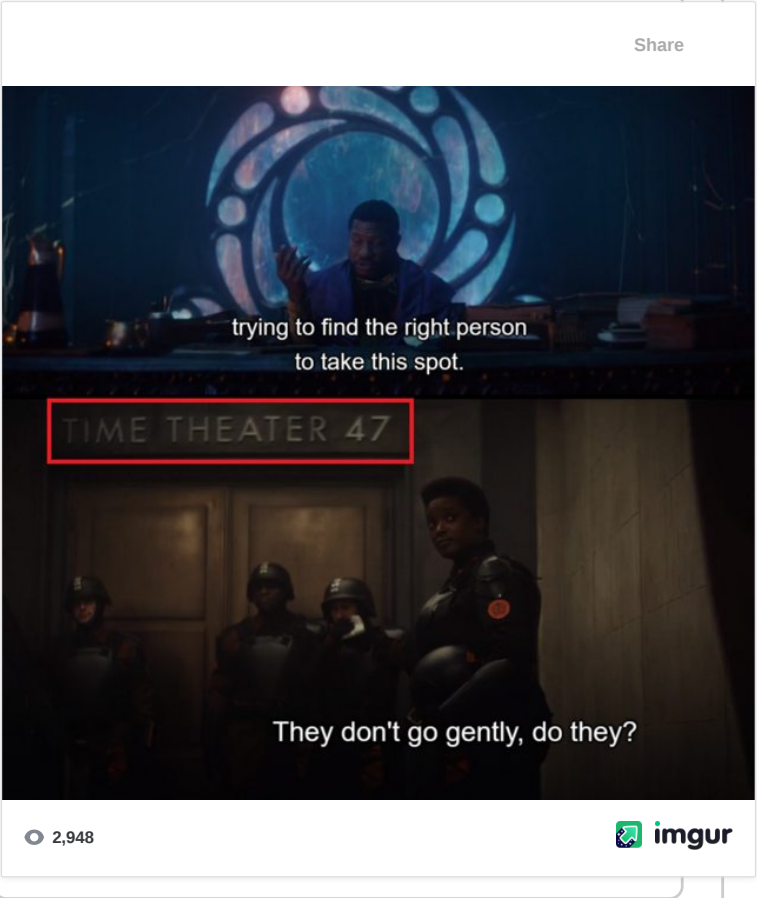 Share
trying to find the right person
to take this spot.
TIME THEATER 47
They don't go gently, do they?
2,948
imgur